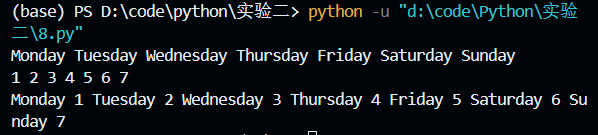 (base) PS D:\code\python\实验二> python -u "d:\code\Python\实验
二\8.py"
Monday Tuesday Wednesday Thursday Friday Saturday Sunday
1 2 3 4 5 6 7
Monday 1 Tuesday 2 Wednesday 3 Thursday 4 Friday 5 Saturday 6 Su
nday 7